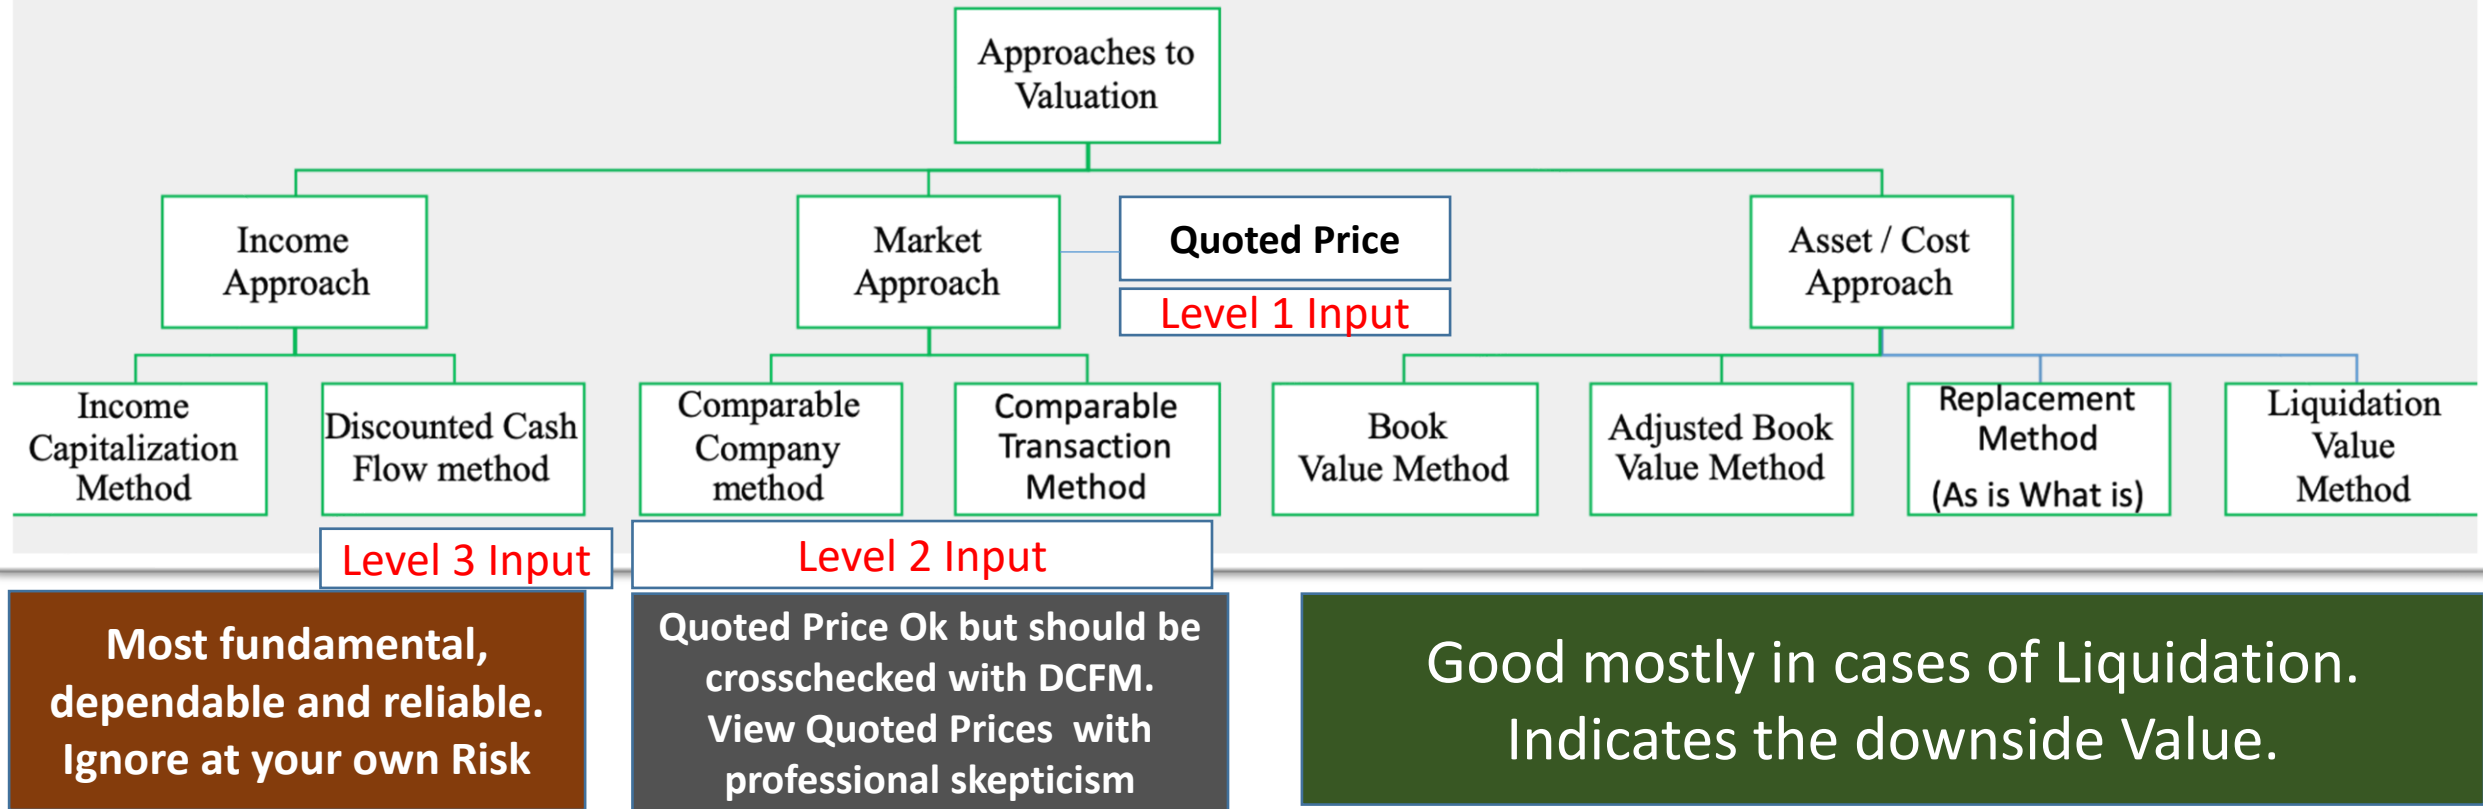 Approaches to
Valuation
Income
Approach
Market
Approach
Quoted Price
Level 1 Input
Asset / Cost
Approach
Income
Capitalization
Method
Discounted Cash
Flow method
Comparable
Company
method
Comparable
Transaction
Method
Book
Value Method
Adjusted Book
Value Method
Replacement
Method
(As is What is)
Liquidation
Value
Method
Level 3 Input
Level 2 Input
Most fundamental,
dependable and reliable.
Ignore at your own Risk
Quoted Price Ok but should be
crosschecked with DCFM.
View Quoted Prices with
professional skepticism
Good mostly in cases of Liquidation.
Indicates the downside Value.